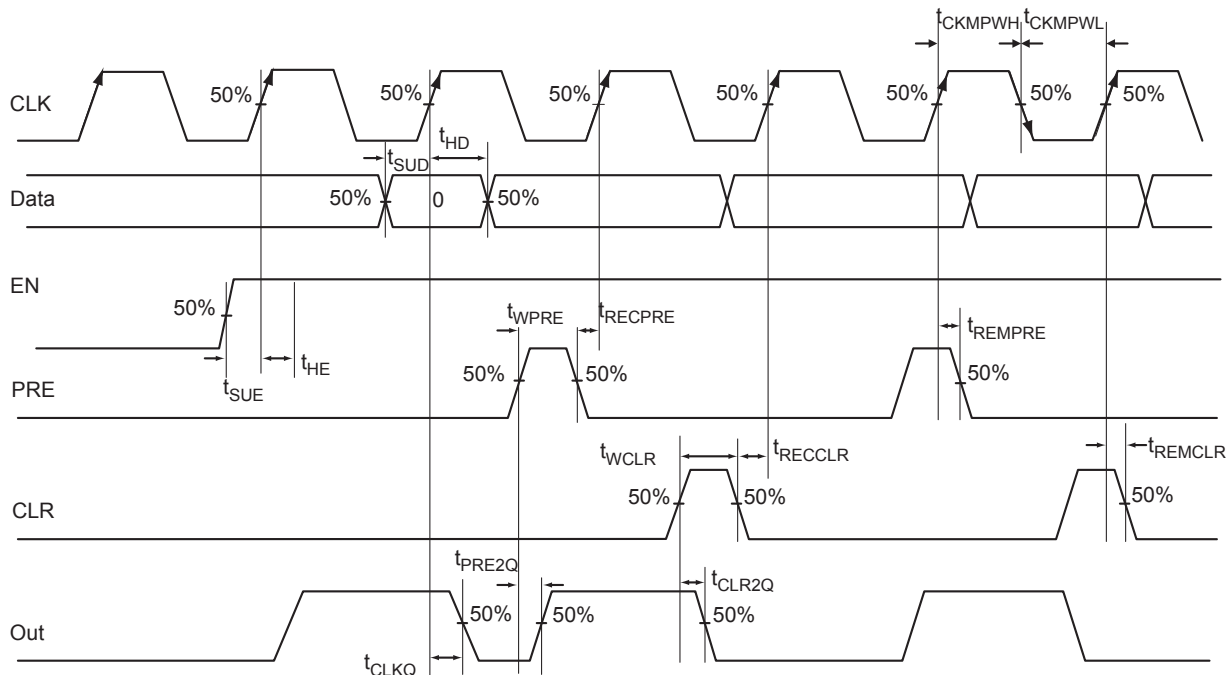 tCKMPWH tCKMPWL
CLK
50% 50% 50% 50% 50% 50% 50%
tSUD
tHD
Data
50% 0 50%
EN
50%
tSUE
tHE
tWPRE
tRECPRE
tREMPRE
PRE
50% 50% 50%
tWCLR
tRECCLR
tREMCLR
CLR
50% 50% 50%
tPRE2Q
tCLR2Q
Out
50% 50% 50%
tCLKQ